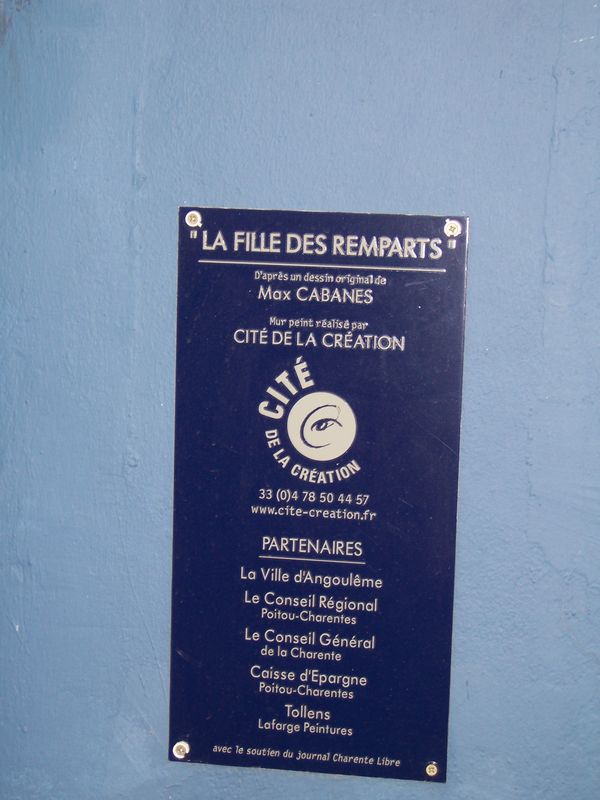 "LA FILLE DES REMPARTS"
D'après un dessin original de
Max CABANES
Mur peint réalisé par
CITÉ DE LA CRÉATION
CITÉ
DE LA CRÉATION
33 (0)4 78 50 44 57
www.cite-creation.fr
PARTENAIRES
La Ville d'Angoulême
Le Conseil Régional
Poitou-Charentes
Le Conseil Général
de la Charente
Caisse d'Epargne
Poitou-Charentes
Tollens
Lafarge Peintures
avec le soutien du journal Charente Libre